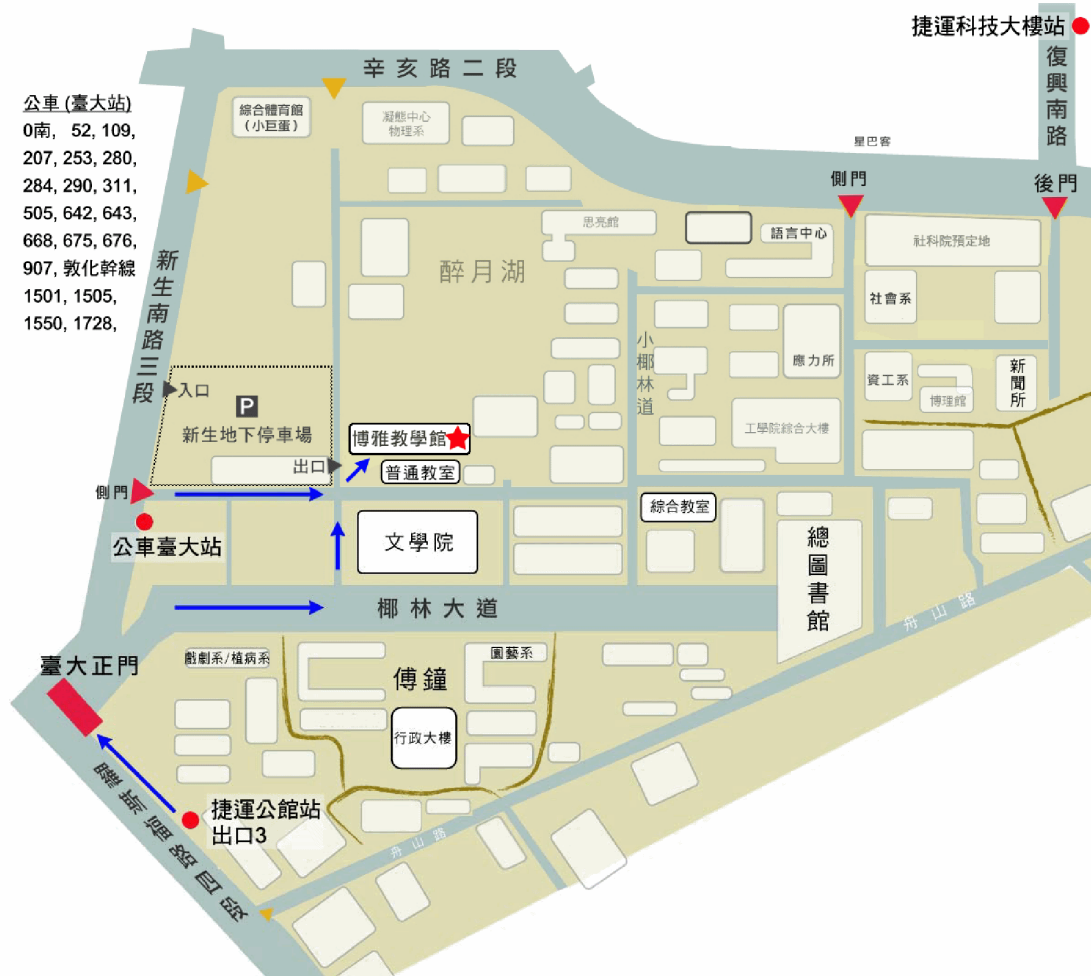 捷運科技大樓站
復興南路
辛亥路二段
公車 (臺大站)
0南, 52, 109,
207, 253, 280,
284, 290, 311,
505, 642, 643,
668, 675, 676,
907, 敦化幹線
1501, 1505,
1550, 1728,
綜合體育館
(小巨蛋)
凝態中心
物理系
星巴客
側門
後門
新生南路三段
思亮館
語言中心
社科院預定地
醉月湖
社會系
小椰林道
應力所
入口
P
新生地下停車場
出口
博雅教學館
普通教室
資工系
博理館
新聞所
工學院綜合大樓
側門
公車臺大站
文學院
綜合教室
總圖書館
椰林大道
舟山路
臺大正門
戲劇系/植病系
傅鐘
園藝系
行政大樓
捷運公館站
出口3
羅斯福路四段
舟山路